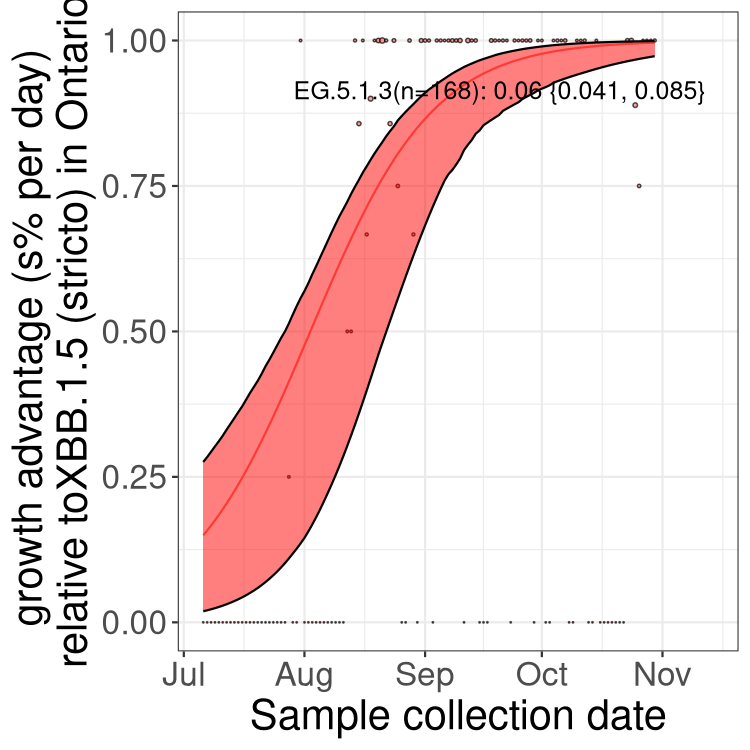 growth advantage (s% per day)
relative toXBB.1.5 (stricto) in Ontario
1.00
0.75
0.50
0.25
0.00
EG.5.1.3(n=168): 0.06 {0.041, 0.085}
Jul Aug Sep Oct Nov
Sample collection date